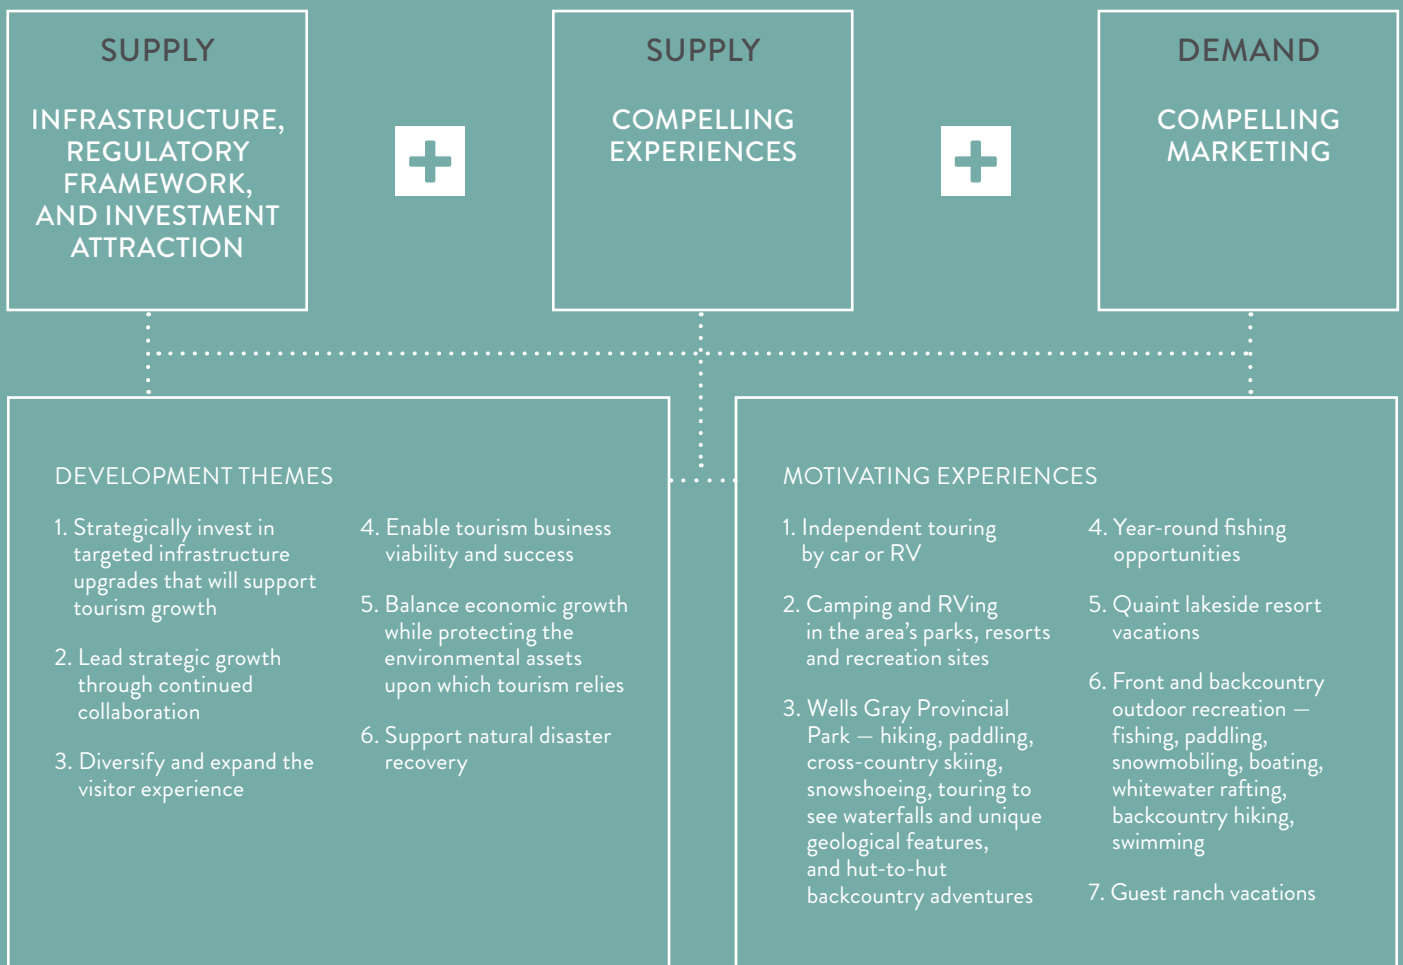 SUPPLY
INFRASTRUCTURE,
REGULATORY
FRAMEWORK,
AND INVESTMENT
ATTRACTION
SUPPLY
COMPELLING
EXPERIENCES
DEMAND
COMPELLING
MARKETING
DEVELOPMENT THEMES
1. Strategically invest in
targeted infrastructure
upgrades that will support
tourism growth
2. Lead strategic growth
through continued
collaboration
3. Diversify and expand the
visitor experience
4. Enable tourism business
viability and success
5. Balance economic growth
while protecting the
environmental assets
upon which tourism relies
6. Support natural disaster
recovery
MOTIVATING EXPERIENCES
1. Independent touring
by car or RV
2. Camping and RVing
in the area’s parks, resorts
and recreation sites
3. Wells Gray Provincial
Park — hiking, paddling,
cross-country skiing,
snowshoeing, touring to
see waterfalls and unique
geological features,
and hut-to-hut
backcountry adventures
4. Year-round fishing
opportunities
5. Quaint lakeside resort
vacations
6. Front and backcountry
outdoor recreation —
fishing, paddling,
snowmobiling, boating,
whitewater rafting,
backcountry hiking,
swimming
7. Guest ranch vacations